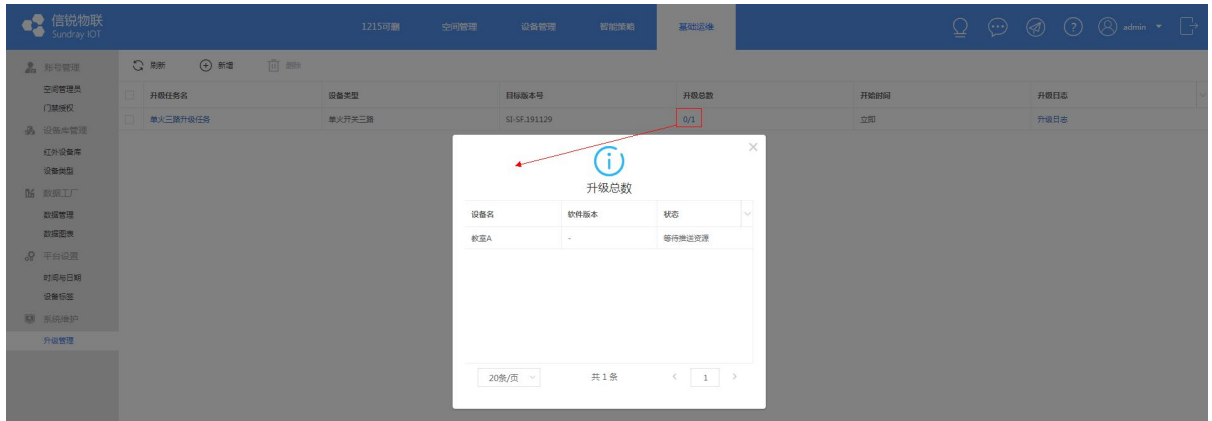 信锐物联
Sundray IOT
1215可删 空间管理 设备管理 智能策略 基础运维
admin
账号管理
刷新 新增 删除
空间管理员
门禁授权
设备库管理
红外设备库
设备类型
数据工厂
数据管理
数据图表
平台设置
时间与日期
设备标签
系统维护
升级管理
升级任务名 设备类型 目标版本号 升级总数 开始时间 升级日志
单火三路升级任务 单火开关三路 SI-SF.191129 0/1 立即 升级日志
升级总数
设备名 软件版本 状态
教室A - 等待推送资源
20条/页 共 1 条 < 1 >